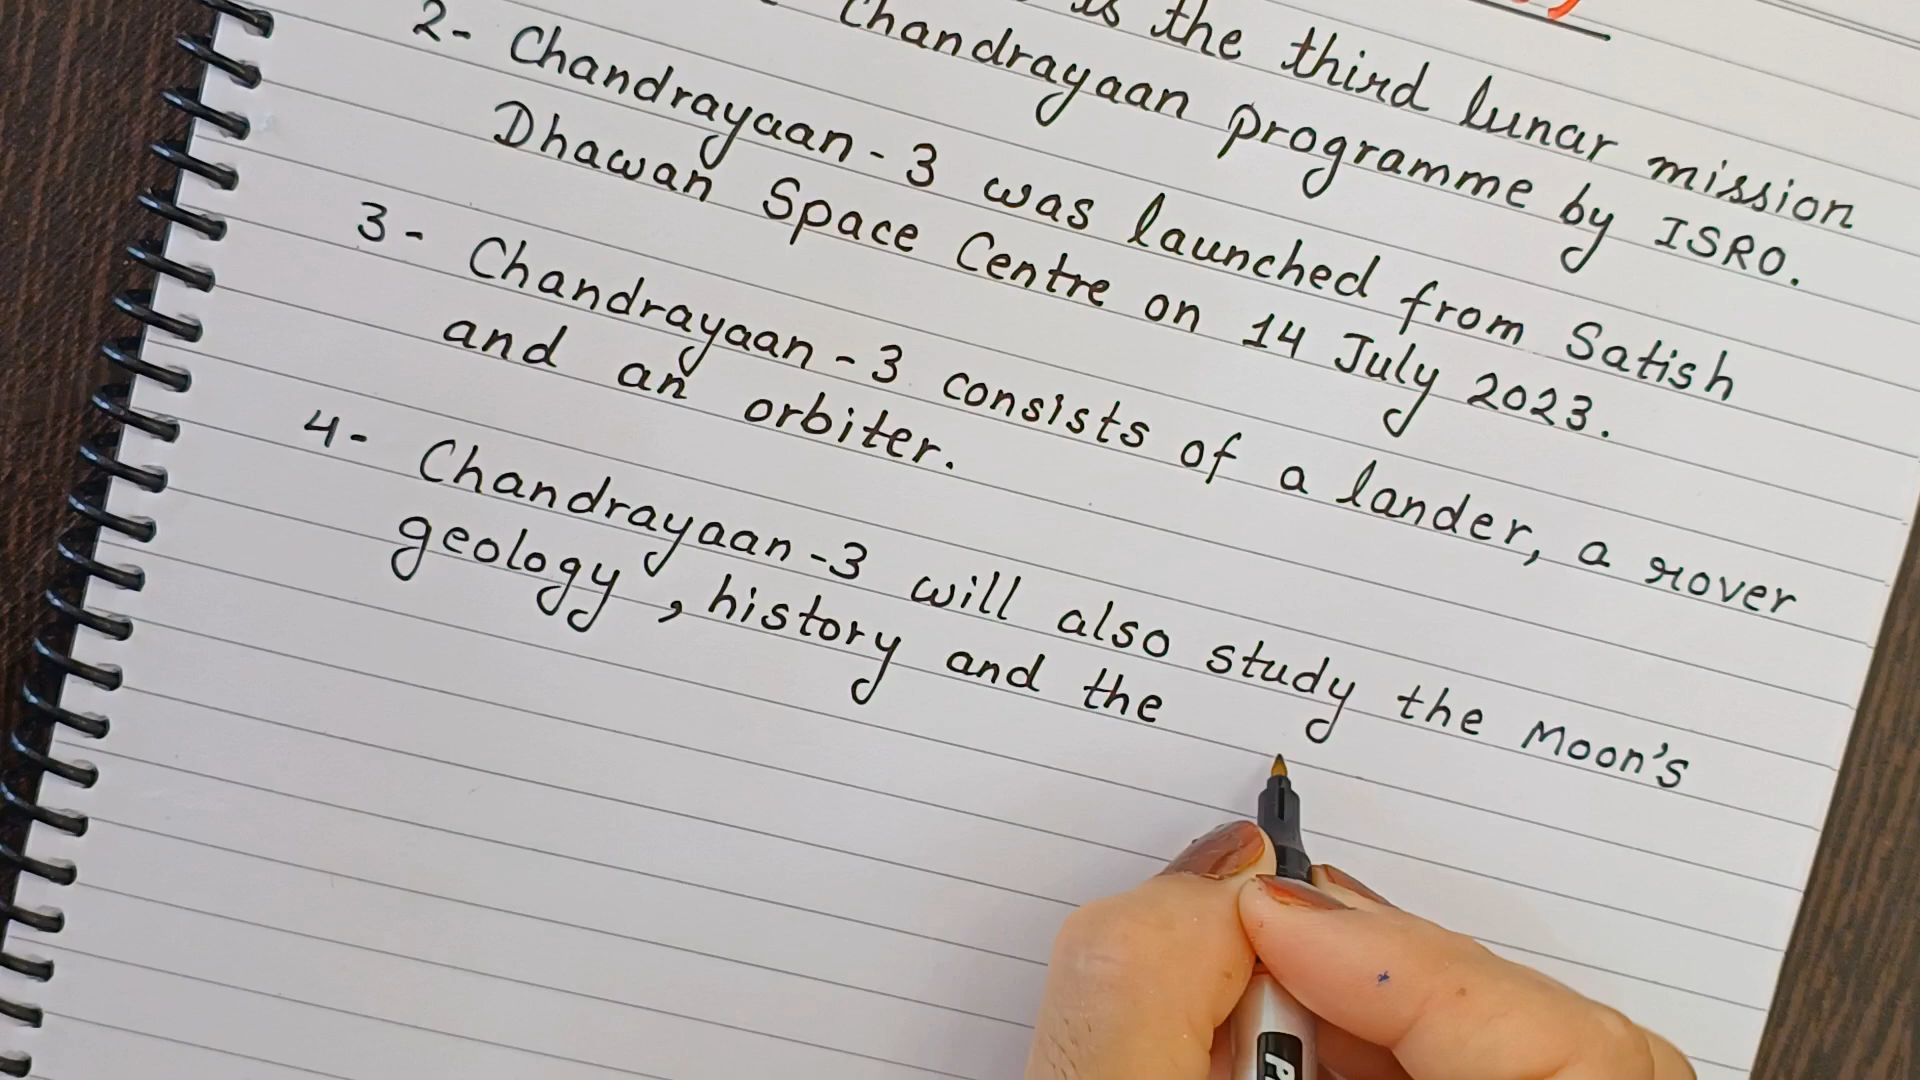 is the third lunar mission
Chandrayaan programme by ISRO.
2- Chandrayaan-3 was launched from Satish
Dhawan Space Centre on 14 July 2023.
3- Chandrayaan-3 consists of a lander, a rover
and an orbiter.
4- Chandrayaan-3 will also study the Moon's
geology, history and the